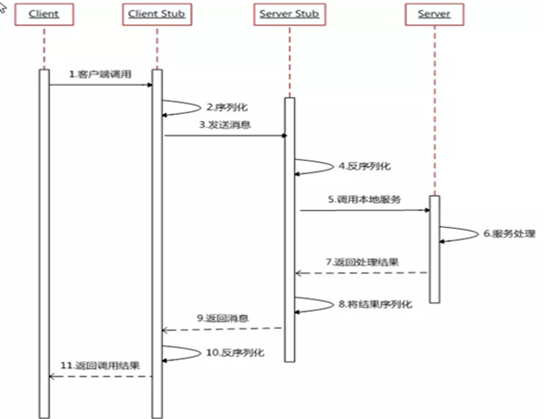 Client
Client Stub
Server Stub
Server
1.客户端调用
2.序列化
3.发送消息
4.反序列化
5.调用本地服务
6.服务处理
7.返回处理结果
8.将结果序列化
9.返回消息
10.反序列化
11.返回调用结果